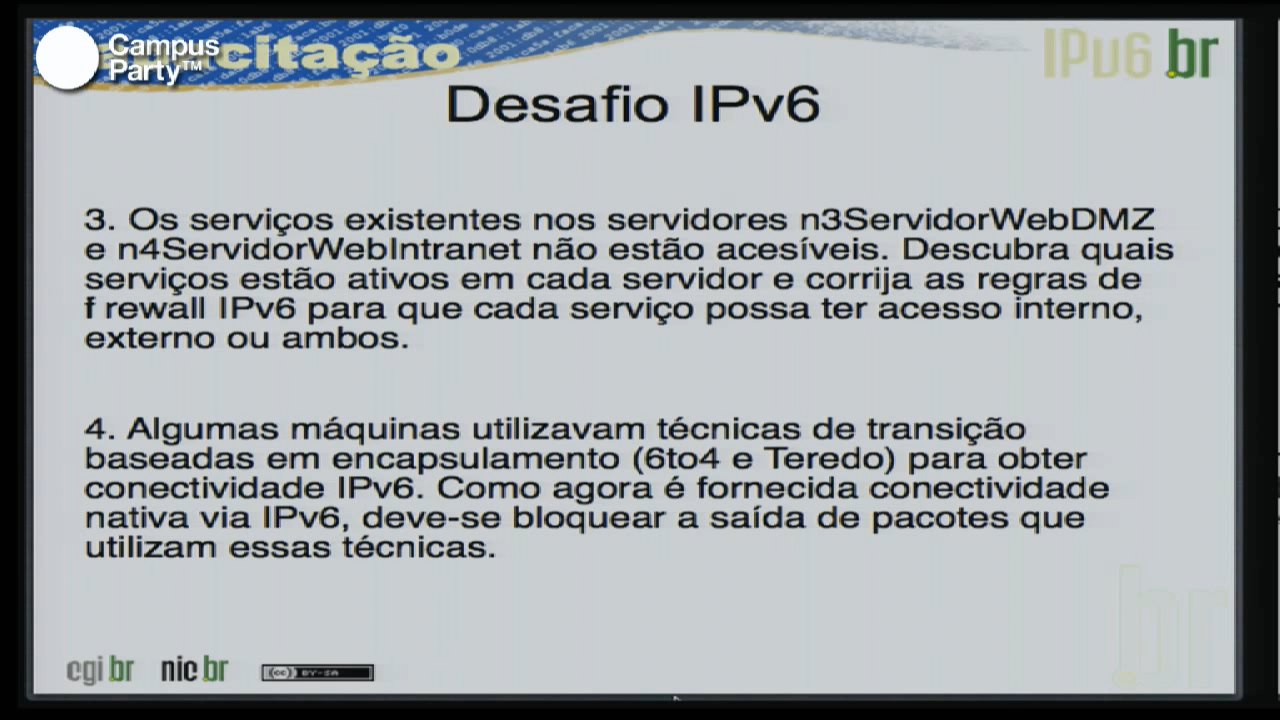 Campus
Party™
citação
IPv6.br
Desafio IPv6
3. Os serviços existentes nos servidores n3ServidorWebDMZ
e n4ServidorWebIntranet não estão acesíveis. Descubra quais
serviços estão ativos em cada servidor e corrija as regras de
f rewall IPv6 para que cada serviço possa ter acesso interno,
externo ou ambos.
4. Algumas máquinas utilizavam técnicas de transição
baseadas em encapsulamento (6to4 e Teredo) para obter
conectividade IPv6. Como agora é fornecida conectividade
nativa via IPv6, deve-se bloquear a saída de pacotes que
utilizam essas técnicas.
.br
cgi.br nic.br (cc) BY-SA